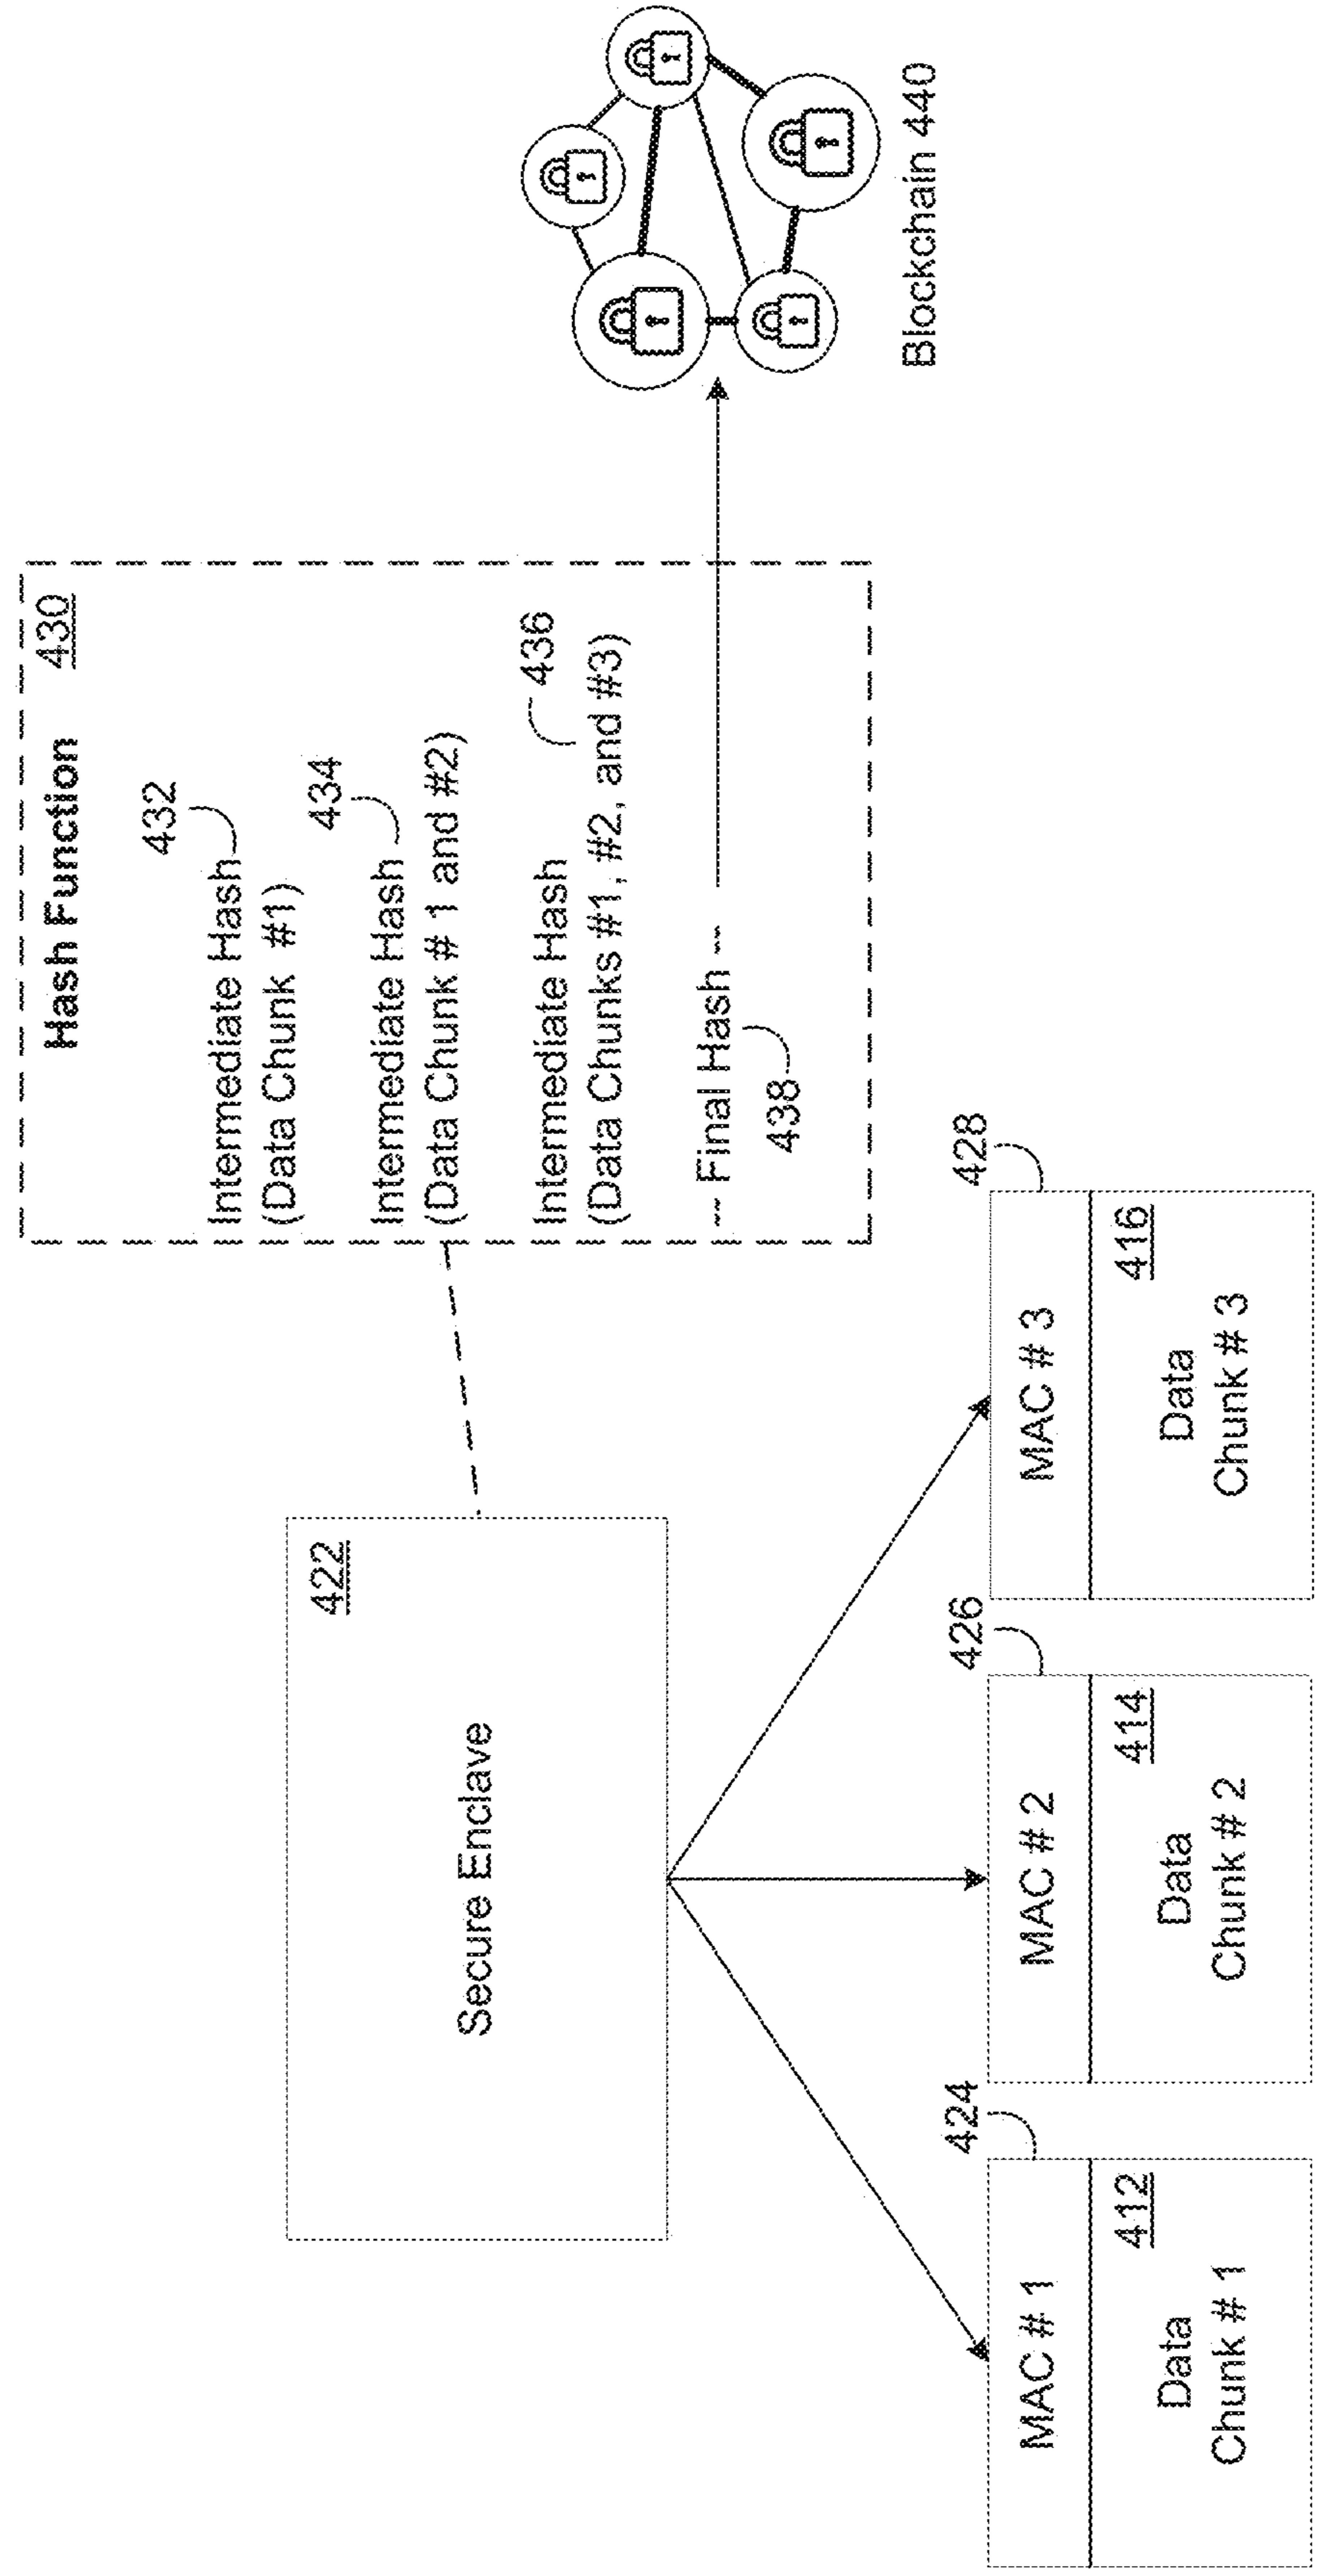 Hash Function 430
432
Intermediate Hash
(Data Chunk #1)
434
Intermediate Hash
(Data Chunk # 1 and #2)
436
Intermediate Hash
(Data Chunks #1, #2, and #3)
-- Final Hash --
438
Blockchain 440
422
Secure Enclave
424
MAC # 1
412
Data
Chunk # 1
426
MAC # 2
414
Data
Chunk # 2
428
MAC # 3
416
Data
Chunk # 3